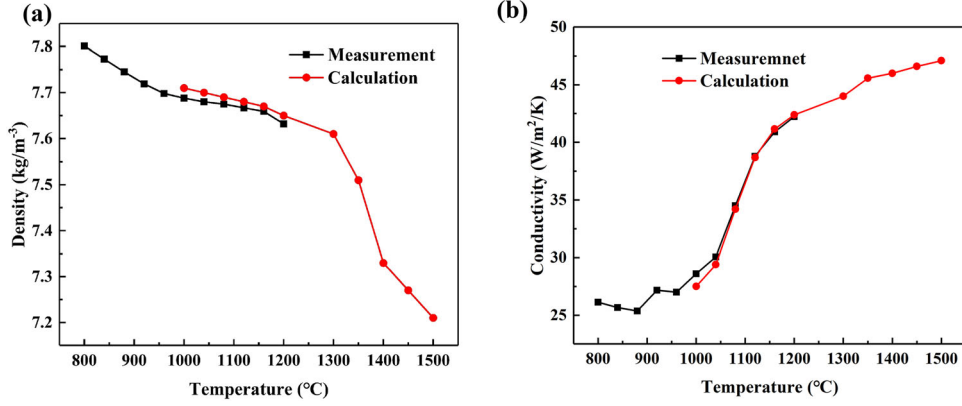 (a)
Measurement
Calculation
Density (kg/m⁻³)
7.8
7.7
7.6
7.5
7.4
7.3
7.2
800 900 1000 1100 1200 1300 1400 1500
Temperature (°C)
(b)
Measuremnet
Calculation
Conductivity (W/m²/K)
50
45
40
35
30
25
800 900 1000 1100 1200 1300 1400 1500
Temperature (°C)